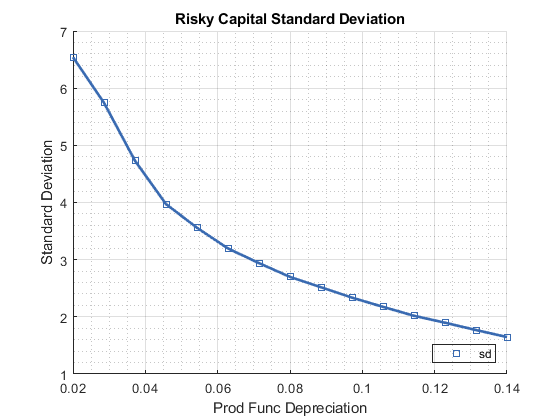 Risky Capital Standard Deviation
7
6
5
4
3
2
1
Standard Deviation
sd
0.02 0.04 0.06 0.08 0.1 0.12 0.14
Prod Func Depreciation